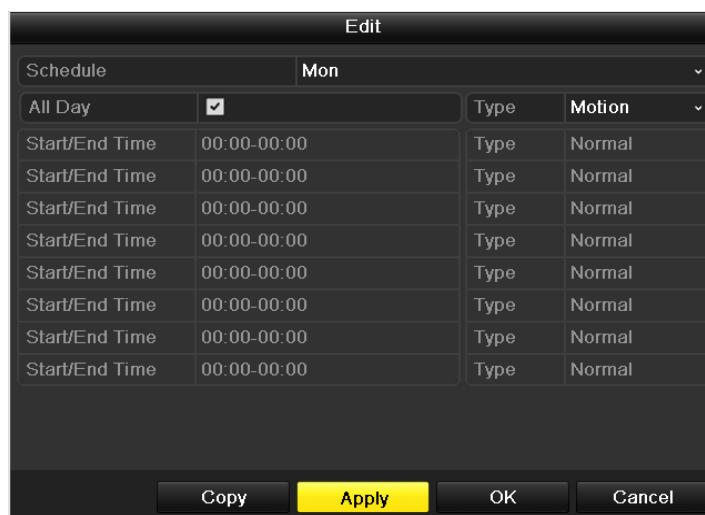 Edit
Schedule Mon
All Day Type Motion
Start/End Time 00:00-00:00 Type Normal
Start/End Time 00:00-00:00 Type Normal
Start/End Time 00:00-00:00 Type Normal
Start/End Time 00:00-00:00 Type Normal
Start/End Time 00:00-00:00 Type Normal
Start/End Time 00:00-00:00 Type Normal
Start/End Time 00:00-00:00 Type Normal
Start/End Time 00:00-00:00 Type Normal
Copy Apply OK Cancel